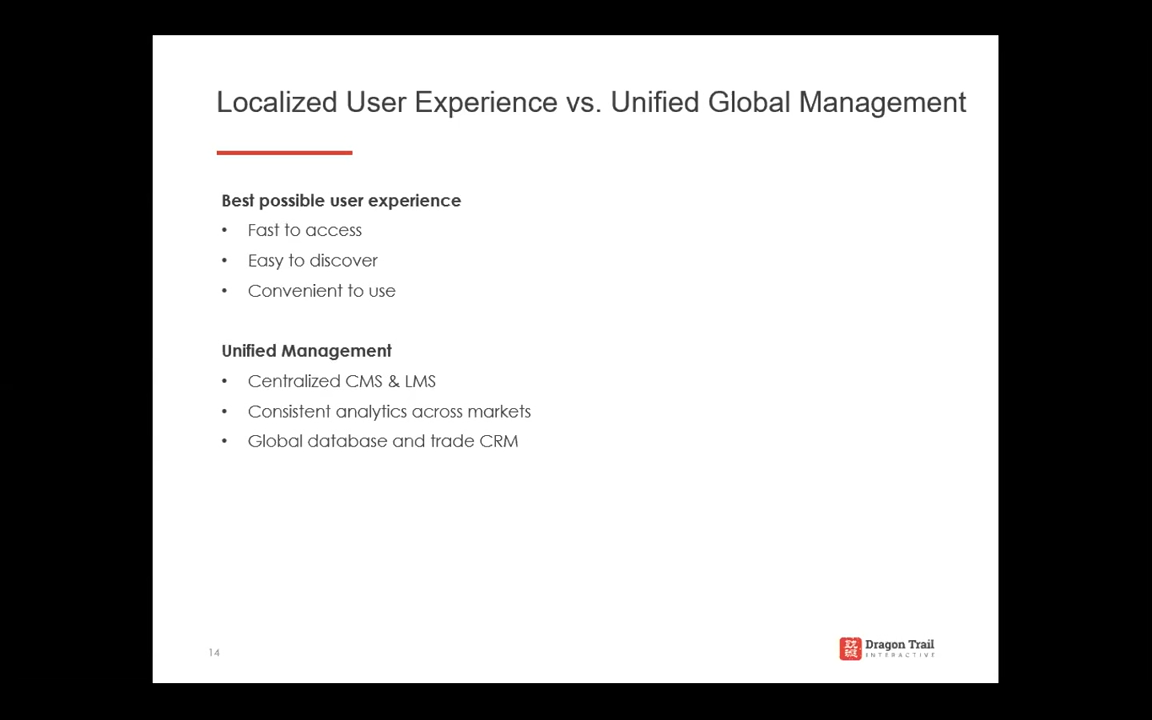 Localized User Experience vs. Unified Global Management
Best possible user experience
• Fast to access
• Easy to discover
• Convenient to use
Unified Management
• Centralized CMS & LMS
• Consistent analytics across markets
• Global database and trade CRM
14
Dragon Trail
INTERACTIVE